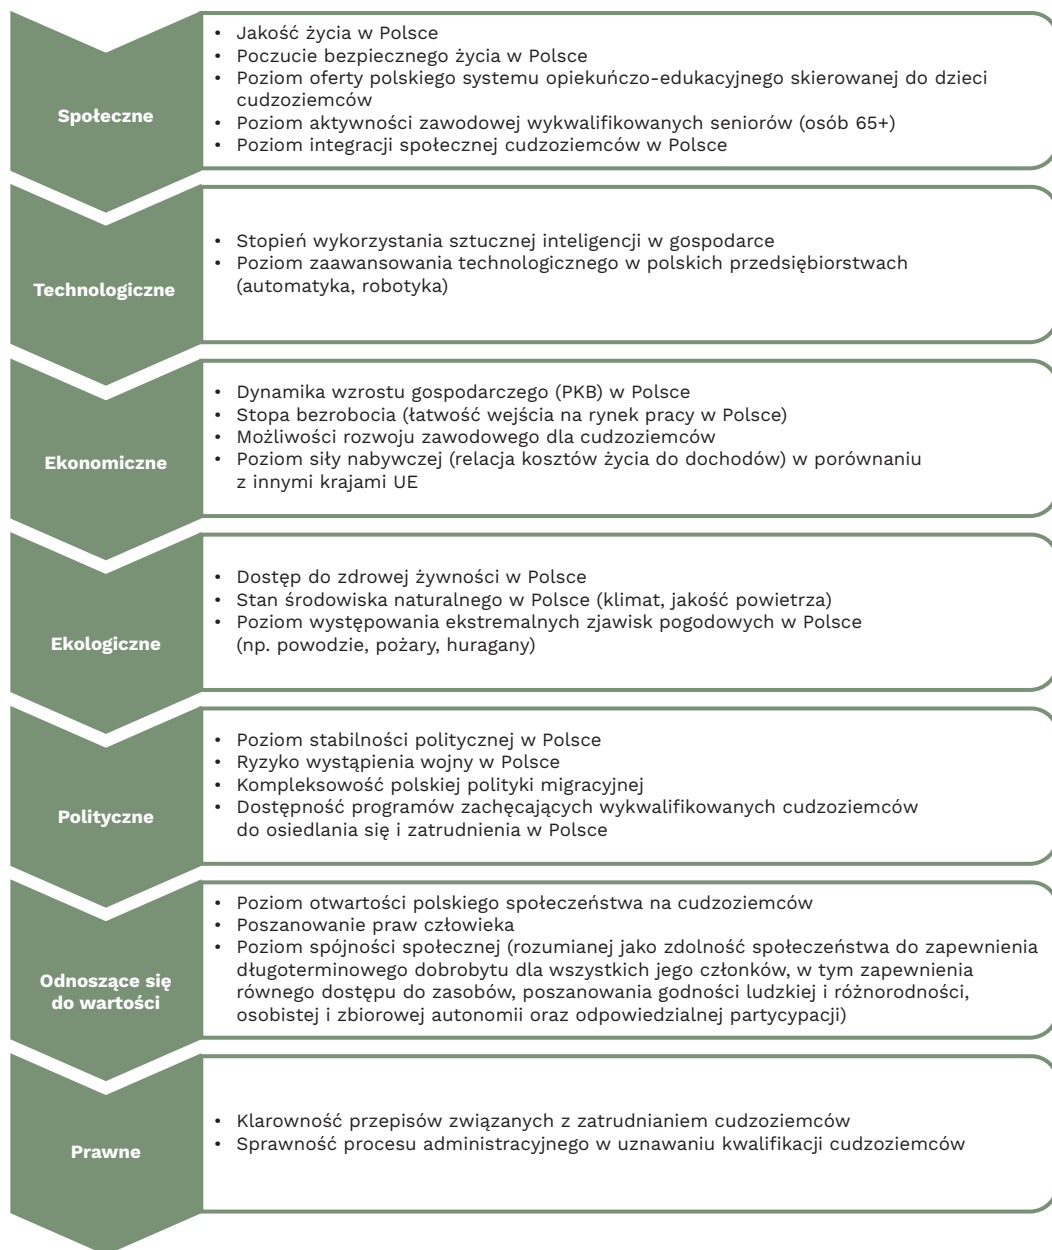 Społeczne
• Jakość życia w Polsce
• Poczucie bezpiecznego życia w Polsce
• Poziom oferty polskiego systemu opiekuńczo-edukacyjnego skierowanej do dzieci
cudzoziemców
• Poziom aktywności zawodowej wykwalifikowanych seniorów (osób 65+)
• Poziom integracji społecznej cudzoziemców w Polsce
Technologiczne
• Stopień wykorzystania sztucznej inteligencji w gospodarce
• Poziom zaawansowania technologicznego w polskich przedsiębiorstwach
(automatyka, robotyka)
Ekonomiczne
• Dynamika wzrostu gospodarczego (PKB) w Polsce
• Stopa bezrobocia (łatwość wejścia na rynek pracy w Polsce)
• Możliwości rozwoju zawodowego dla cudzoziemców
• Poziom siły nabywczej (relacja kosztów życia do dochodów) w porównaniu
z innymi krajami UE
Ekologiczne
• Dostęp do zdrowej żywności w Polsce
• Stan środowiska naturalnego w Polsce (klimat, jakość powietrza)
• Poziom występowania ekstremalnych zjawisk pogodowych w Polsce
(np. powodzie, pożary, huragany)
Polityczne
• Poziom stabilności politycznej w Polsce
• Ryzyko wystąpienia wojny w Polsce
• Kompleksowość polskiej polityki migracyjnej
• Dostępność programów zachęcających wykwalifikowanych cudzoziemców
do osiedlania się i zatrudnienia w Polsce
Odnoszące się
do wartości
• Poziom otwartości polskiego społeczeństwa na cudzoziemców
• Poszanowanie praw człowieka
• Poziom spójności społecznej (rozumianej jako zdolność społeczeństwa do zapewnienia
długoterminowego dobrobytu dla wszystkich jego członków, w tym zapewnienia
równego dostępu do zasobów, poszanowania godności ludzkiej i różnorodności,
osobistej i zbiorowej autonomii oraz odpowiedzialnej partycypacji)
Prawne
• Klarowność przepisów związanych z zatrudnianiem cudzoziemców
• Sprawność procesu administracyjnego w uznawaniu kwalifikacji cudzoziemców